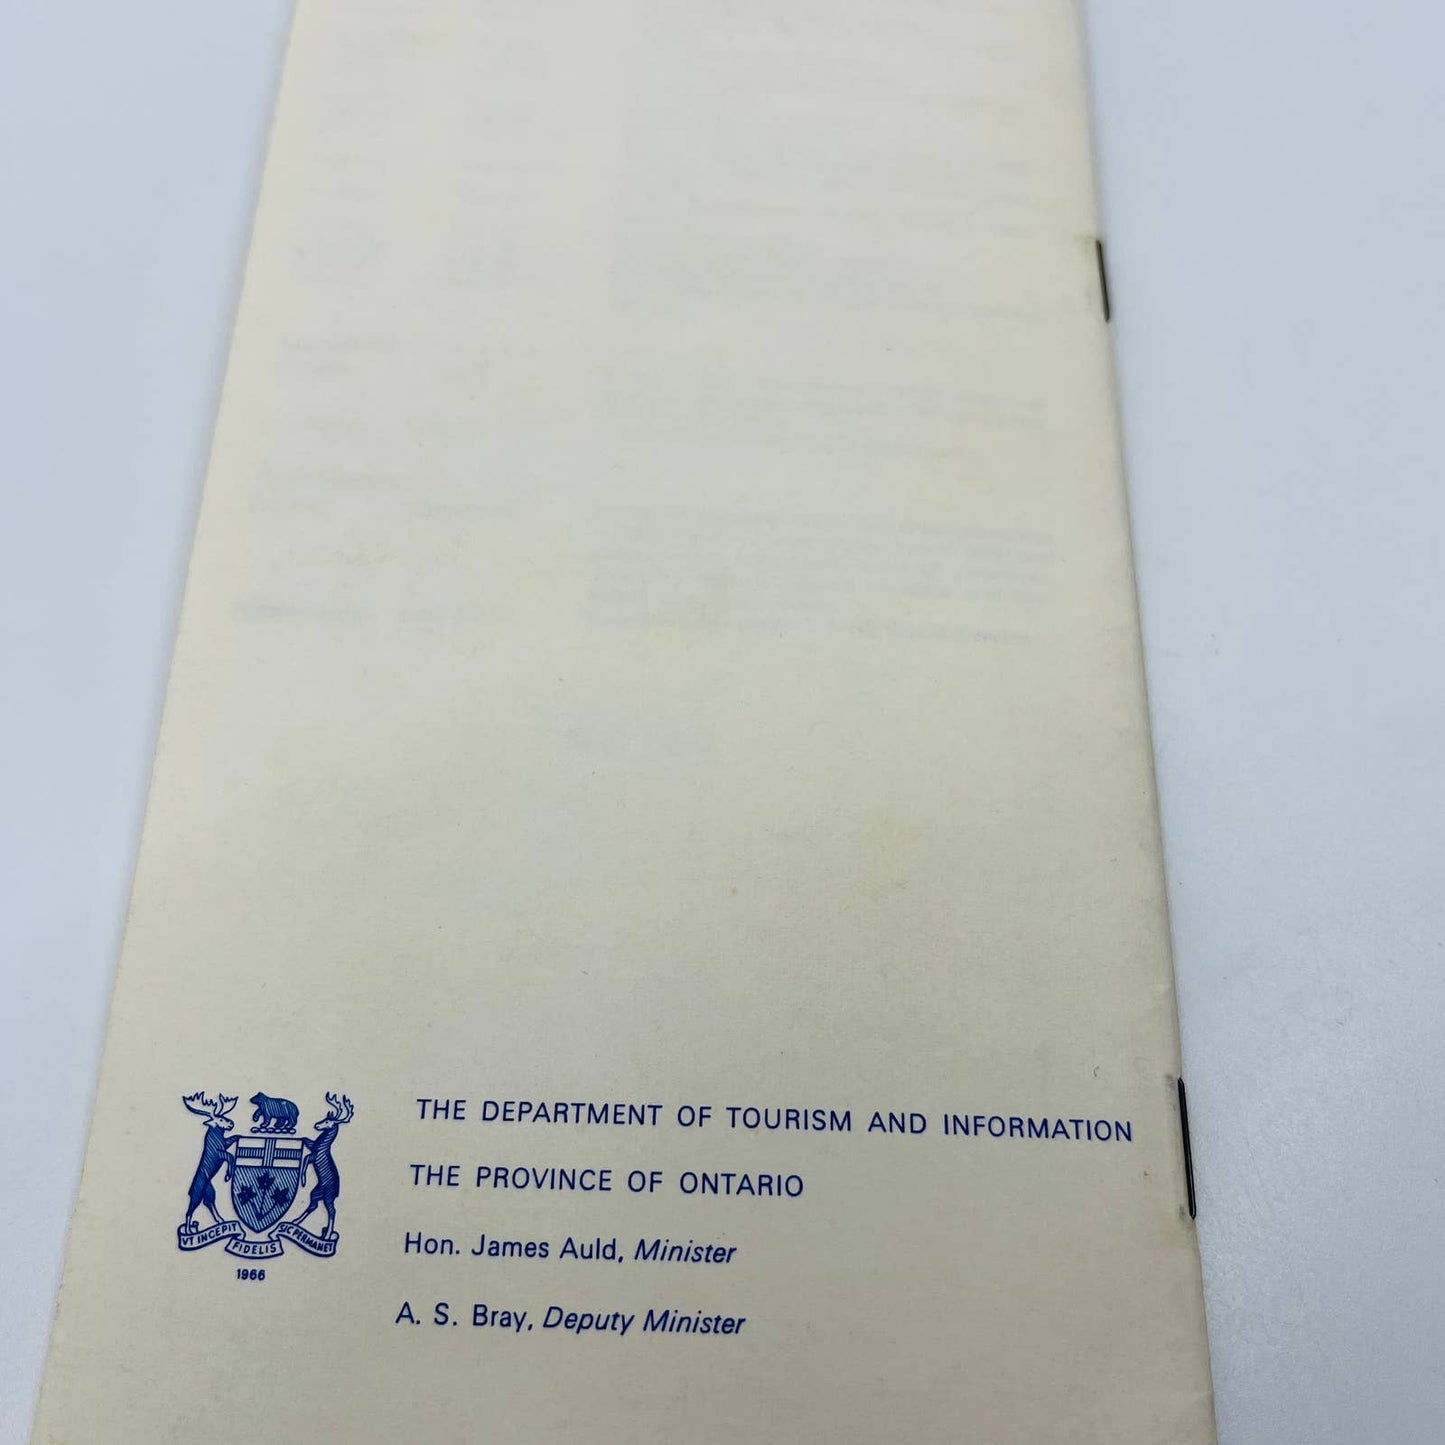 THE DEPARTMENT OF TOURISM AND INFORMATION
THE PROVINCE OF ONTARIO
Hon. James Auld, Minister
A. S. Bray, Deputy Minister
VT INCEPIT FIDELIS SIC PERMANET
1966